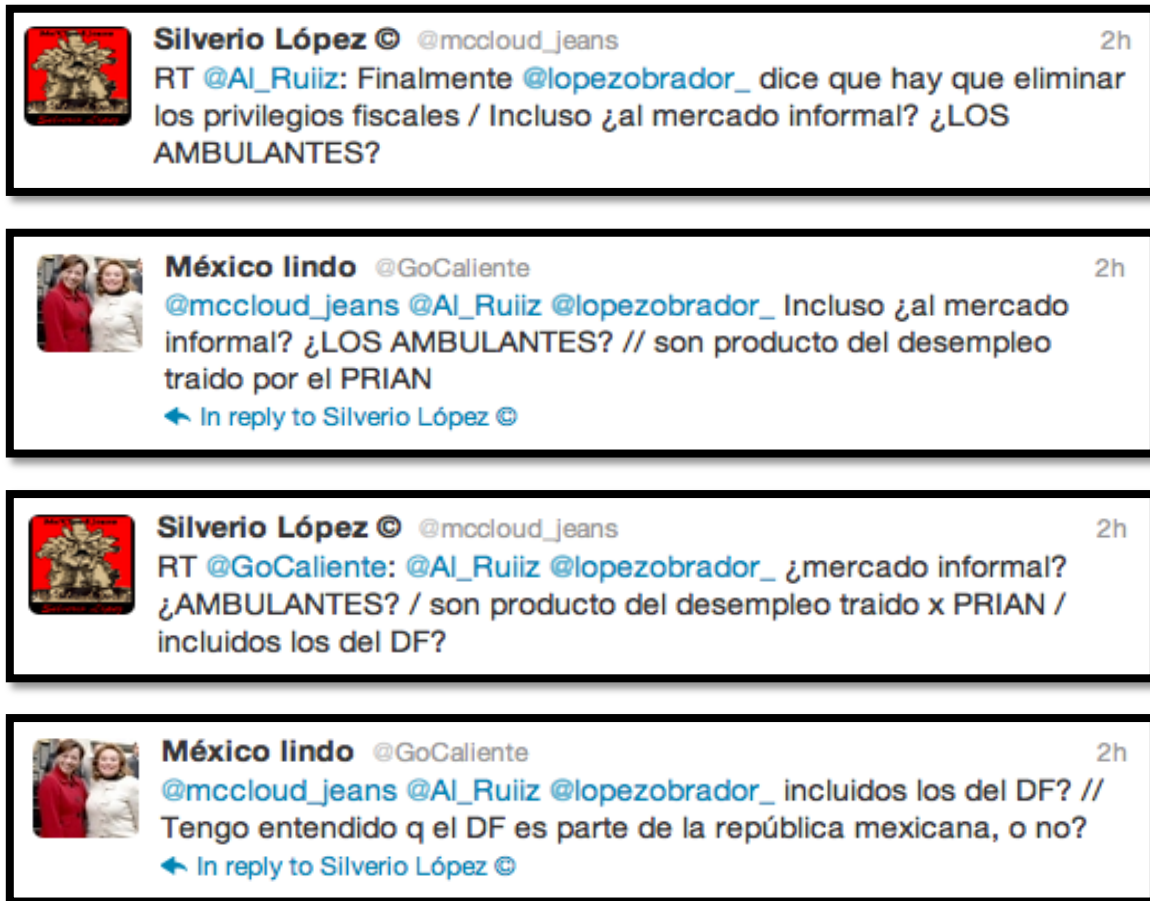 Silverio López © @mccloud_jeans 2h
RT @Al_Ruiiz: Finalmente @lopezobrador_ dice que hay que eliminar
los privilegios fiscales / Incluso ¿al mercado informal? ¿LOS
AMBULANTES?
México lindo @GoCaliente 2h
@mccloud_jeans @Al_Ruiiz @lopezobrador_ Incluso ¿al mercado
informal? ¿LOS AMBULANTES? // son producto del desempleo
traido por el PRIAN
In reply to Silverio López ©
Silverio López © @mccloud_jeans 2h
RT @GoCaliente: @Al_Ruiiz @lopezobrador_ ¿mercado informal?
¿AMBULANTES? / son producto del desempleo traido x PRIAN /
incluidos los del DF?
México lindo @GoCaliente 2h
@mccloud_jeans @Al_Ruiiz @lopezobrador_ incluidos los del DF? //
Tengo entendido q el DF es parte de la república mexicana, o no?
In reply to Silverio López ©